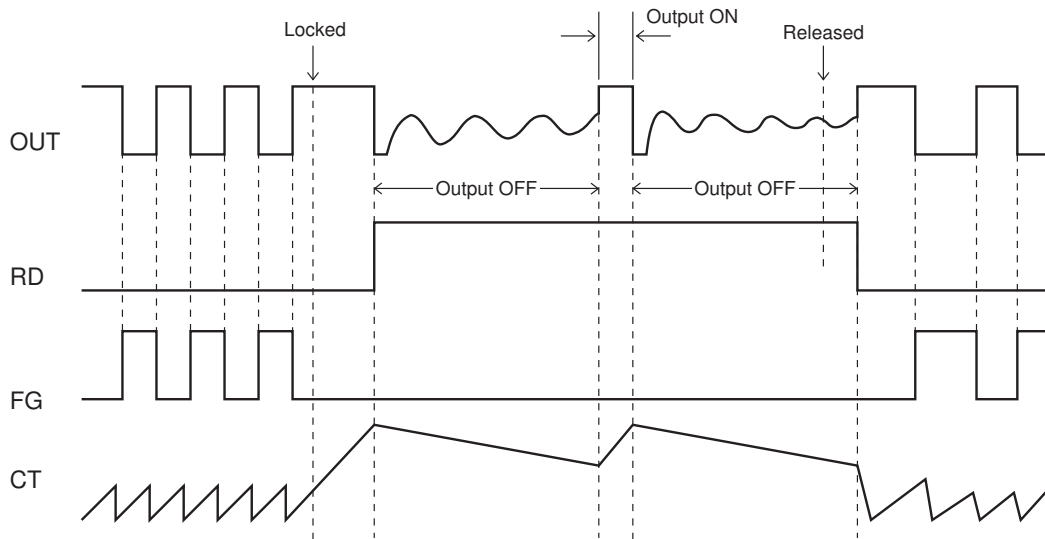 Output ON
Locked
Released
OUT
Output OFF
Output OFF
RD
FG
CT